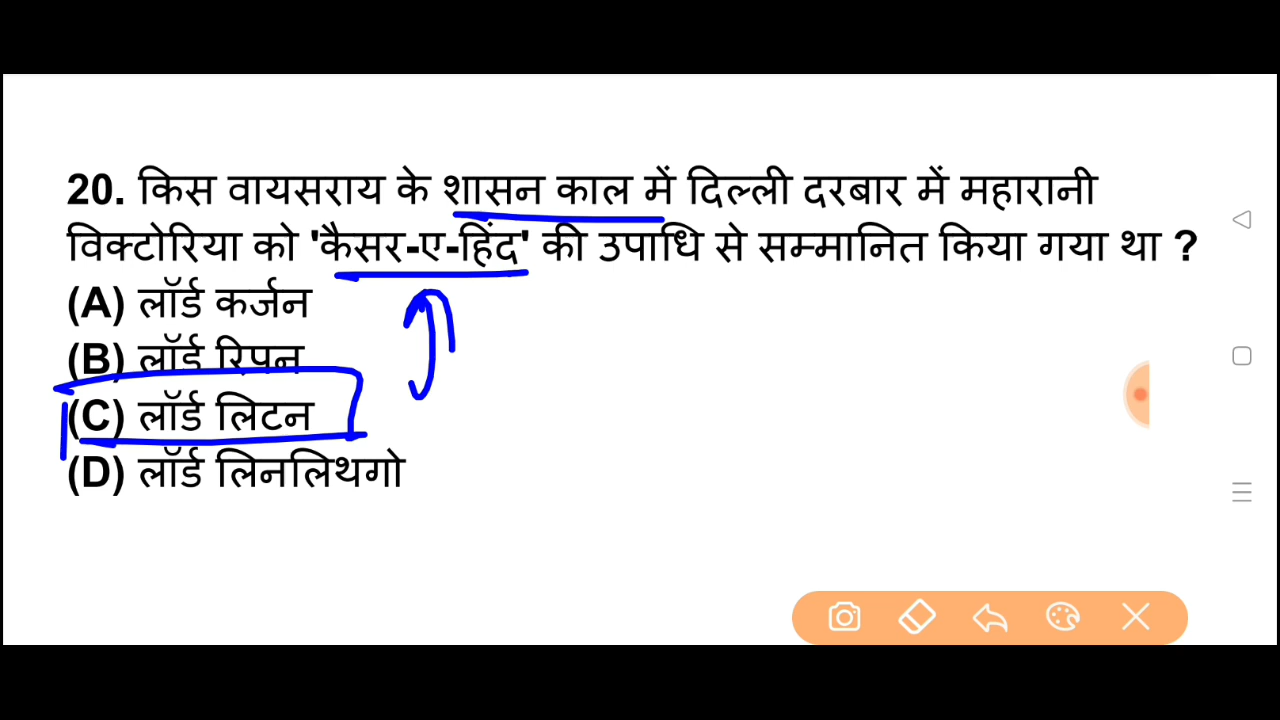 20. किस वायसराय के शासन काल में दिल्ली दरबार में महारानी
विक्टोरिया को 'कैसर-ए-हिंद' की उपाधि से सम्मानित किया गया था ?
(A) लॉर्ड कर्जन
(B) लॉर्ड रिपन
(C) लॉर्ड लिटन
(D) लॉर्ड लिनलिथगो